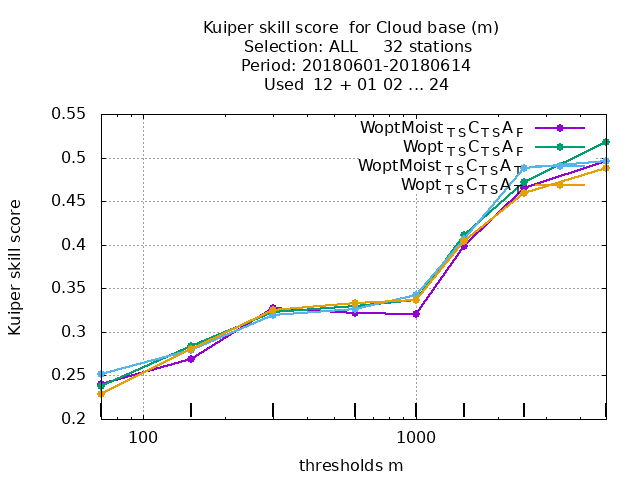 Kuiper skill score  for Cloud base (m)
Selection: ALL     32 stations
Period: 20180601-20180614
Used  12 + 01 02 ... 24
WoptMoist TS C TS A F
Wopt TS C TS A F
WoptMoist TS C TS A T
Wopt TS C TS A T
0.55
0.5
0.45
0.4
0.35
0.3
0.25
0.2
Kuiper skill score
100
1000
thresholds m